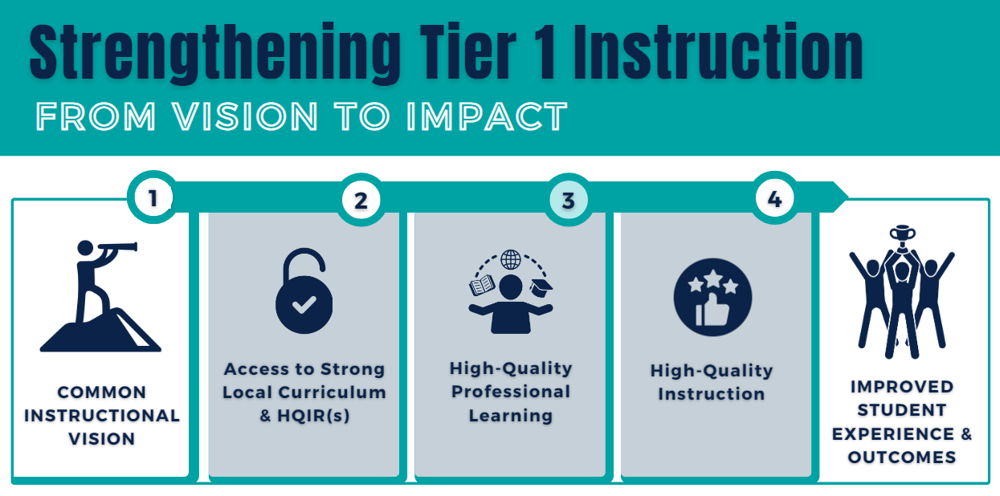 Strengthening Tier 1 Instruction
FROM VISION TO IMPACT
1
COMMON
INSTRUCTIONAL
VISION
2
Access to Strong
Local Curriculum
& HQIR(s)
3
High-Quality
Professional
Learning
4
High-Quality
Instruction
IMPROVED
STUDENT
EXPERIENCE &
OUTCOMES